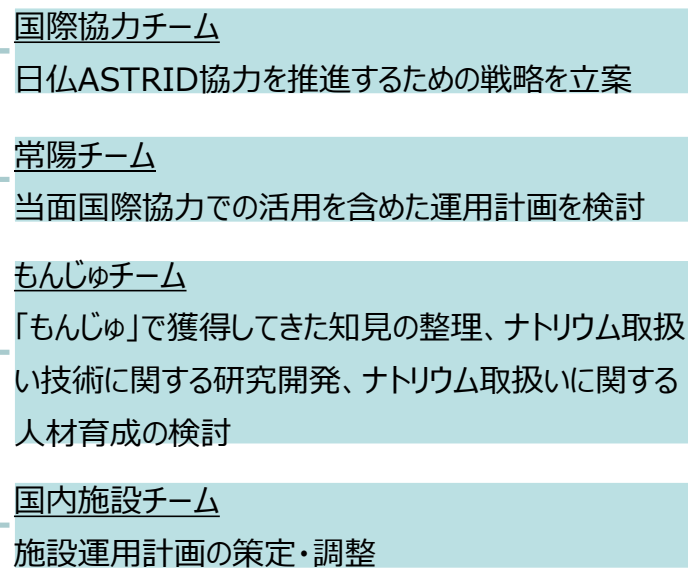 国際協力チーム
日仏ASTRID協力を推進するための戦略を立案
常陽チーム
当面国際協力での活用を含めた運用計画を検討
もんじゅチーム
「もんじゅ」で獲得してきた知見の整理、ナトリウム取扱
い技術に関する研究開発、ナトリウム取扱いに関する
人材育成の検討
国内施設チーム
施設運用計画の策定・調整